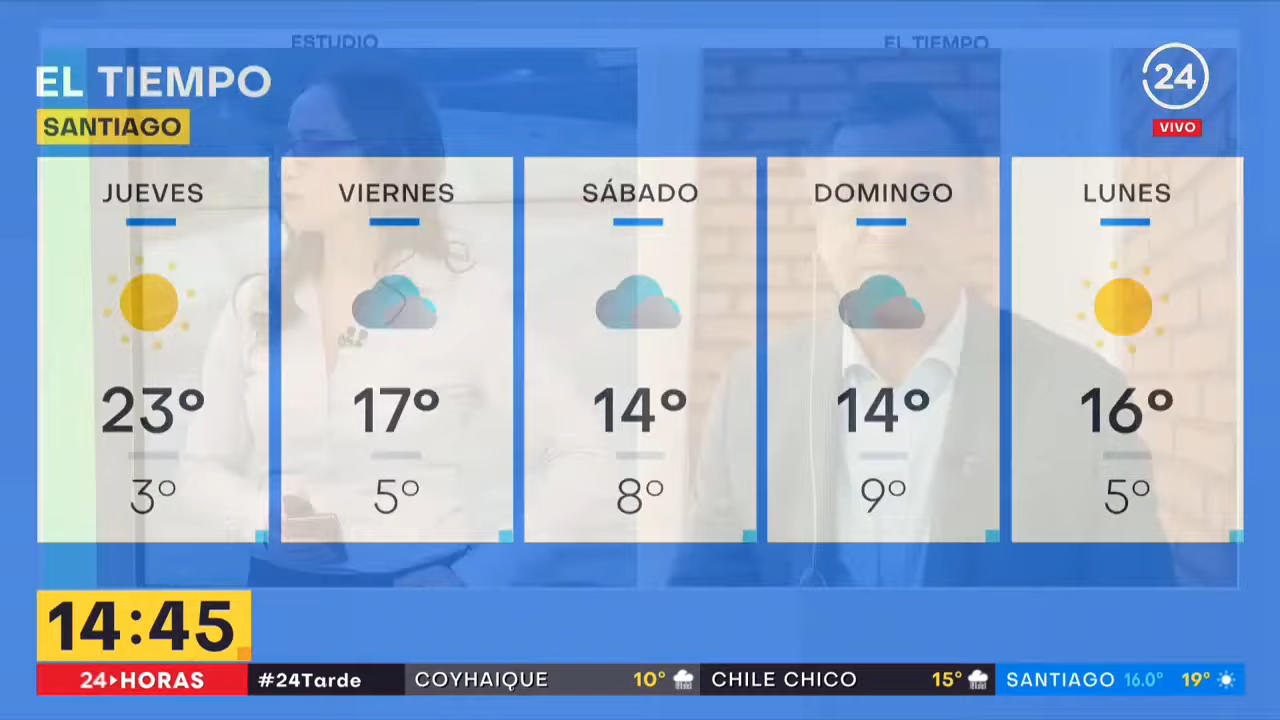 ESTUDIO
EL TIEMPO
EL TIEMPO
SANTIAGO
24
VIVO
JUEVES
23°
3°
VIERNES
17°
5°
SÁBADO
14°
8°
DOMINGO
14°
9°
LUNES
16°
5°
14:45
24 HORAS
#24Tarde
COYHAIQUE 10°
CHILE CHICO 15°
SANTIAGO 16.0° 19°